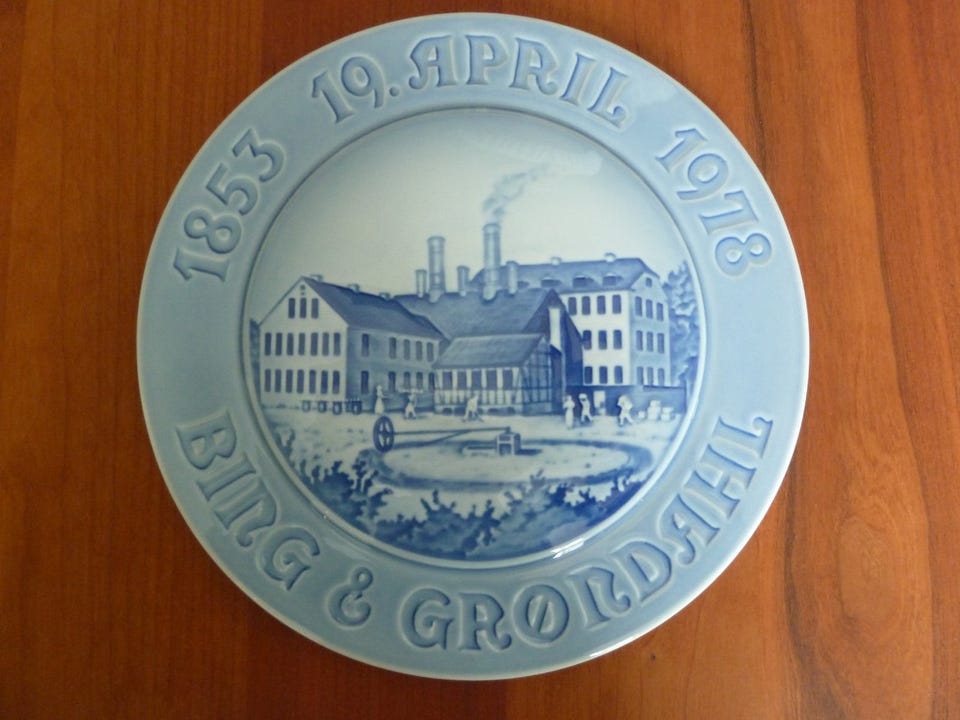 1853 19. APRIL 1978
BING & GRØNDAHL